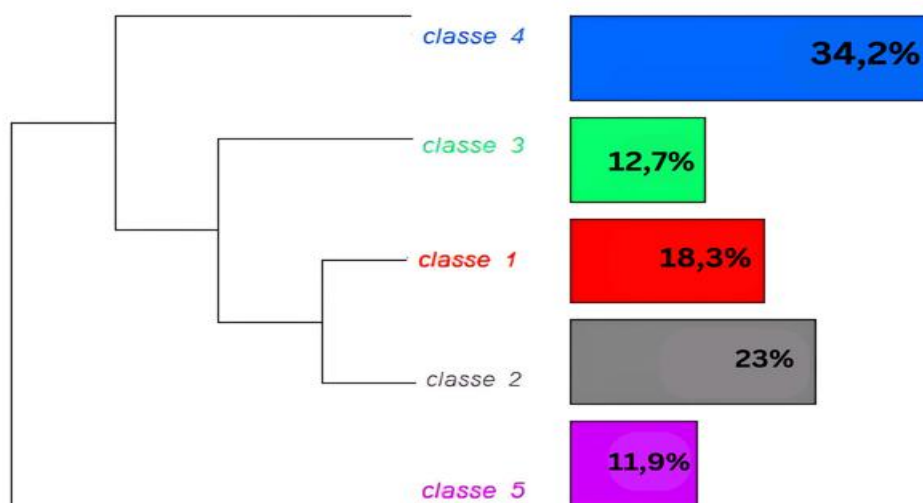 classe 4
34,2%
classe 3
12,7%
classe 1
18,3%
classe 2
23%
classe 5
11,9%